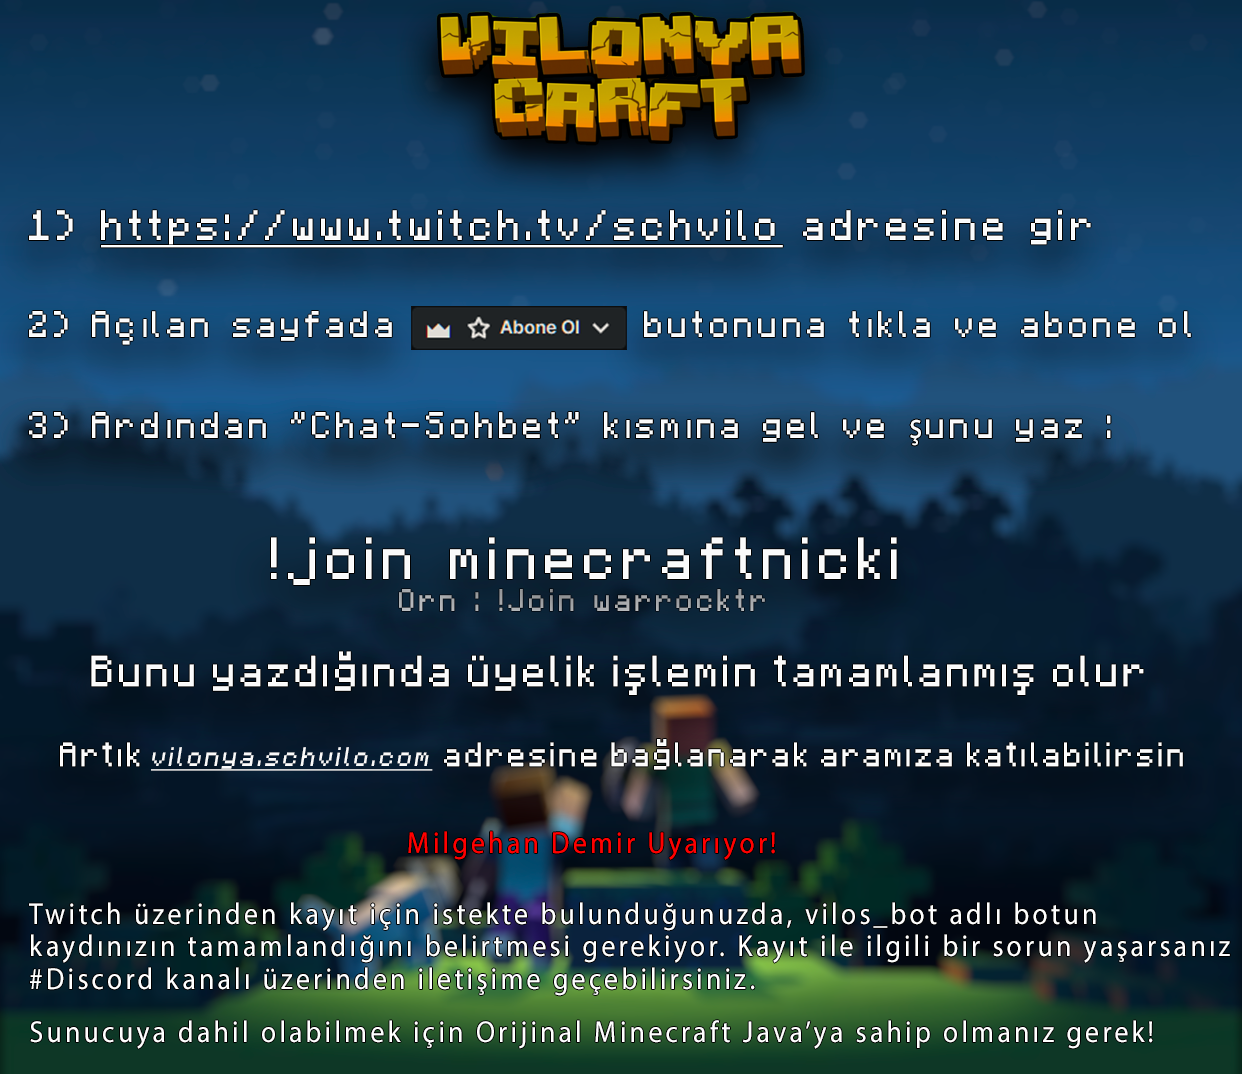 VILONYA
CRAFT
1) https://www.twitch.tv/schvilo adresine gir
2) Agılan sayfada Abone Ol butonuna tıkla ve abone ol
3) Ardından "Chat-Sohbet" kısmına gel ve şunu yaz :
!join minecraftnicki
Orn : !Join warrocktr
Bunu yazdığında üyelik işlemin tamamlanmış olur
Artık vilonya.schvilo.com adresine bağlanarak aramıza katılabilirsin
Milgehan Demir Uyarıyor!
Twitch üzerinden kayıt için istekte bulunduğunuzda, vilos_bot adlı botun
kaydınızın tamamlandığını belirtmesi gerekiyor. Kayıt ile ilgili bir sorun yaşarsanız
#Discord kanalı üzerinden iletişime geçebilirsiniz.
Sunucuya dahil olabilmek için Orijinal Minecraft Java'ya sahip olmanız gerek!